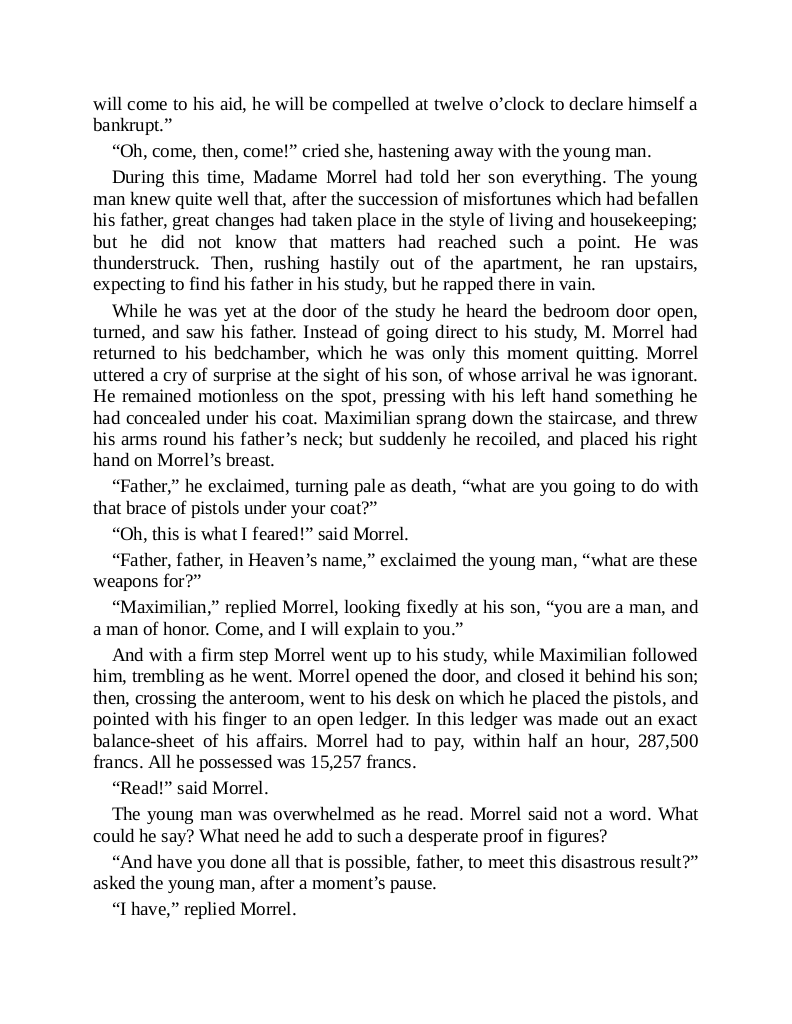 will come to his aid, he will be compelled at twelve o’clock to declare himself a
bankrupt.”
“Oh, come, then, come!” cried she, hastening away with the young man.
During this time, Madame Morrel had told her son everything. The young
man knew quite well that, after the succession of misfortunes which had befallen
his father, great changes had taken place in the style of living and housekeeping;
but he did not know that matters had reached such a point. He was
thunderstruck. Then, rushing hastily out of the apartment, he ran upstairs,
expecting to find his father in his study, but he rapped there in vain.
While he was yet at the door of the study he heard the bedroom door open,
turned, and saw his father. Instead of going direct to his study, M. Morrel had
returned to his bedchamber, which he was only this moment quitting. Morrel
uttered a cry of surprise at the sight of his son, of whose arrival he was ignorant.
He remained motionless on the spot, pressing with his left hand something he
had concealed under his coat. Maximilian sprang down the staircase, and threw
his arms round his father’s neck; but suddenly he recoiled, and placed his right
hand on Morrel’s breast.
“Father,” he exclaimed, turning pale as death, “what are you going to do with
that brace of pistols under your coat?”
“Oh, this is what I feared!” said Morrel.
“Father, father, in Heaven’s name,” exclaimed the young man, “what are these
weapons for?”
“Maximilian,” replied Morrel, looking fixedly at his son, “you are a man, and
a man of honor. Come, and I will explain to you.”
And with a firm step Morrel went up to his study, while Maximilian followed
him, trembling as he went. Morrel opened the door, and closed it behind his son;
then, crossing the anteroom, went to his desk on which he placed the pistols, and
pointed with his finger to an open ledger. In this ledger was made out an exact
balance-sheet of his affairs. Morrel had to pay, within half an hour, 287,500
francs. All he possessed was 15,257 francs.
“Read!” said Morrel.
The young man was overwhelmed as he read. Morrel said not a word. What
could he say? What need he add to such a desperate proof in figures?
“And have you done all that is possible, father, to meet this disastrous result?”
asked the young man, after a moment’s pause.
“I have,” replied Morrel.